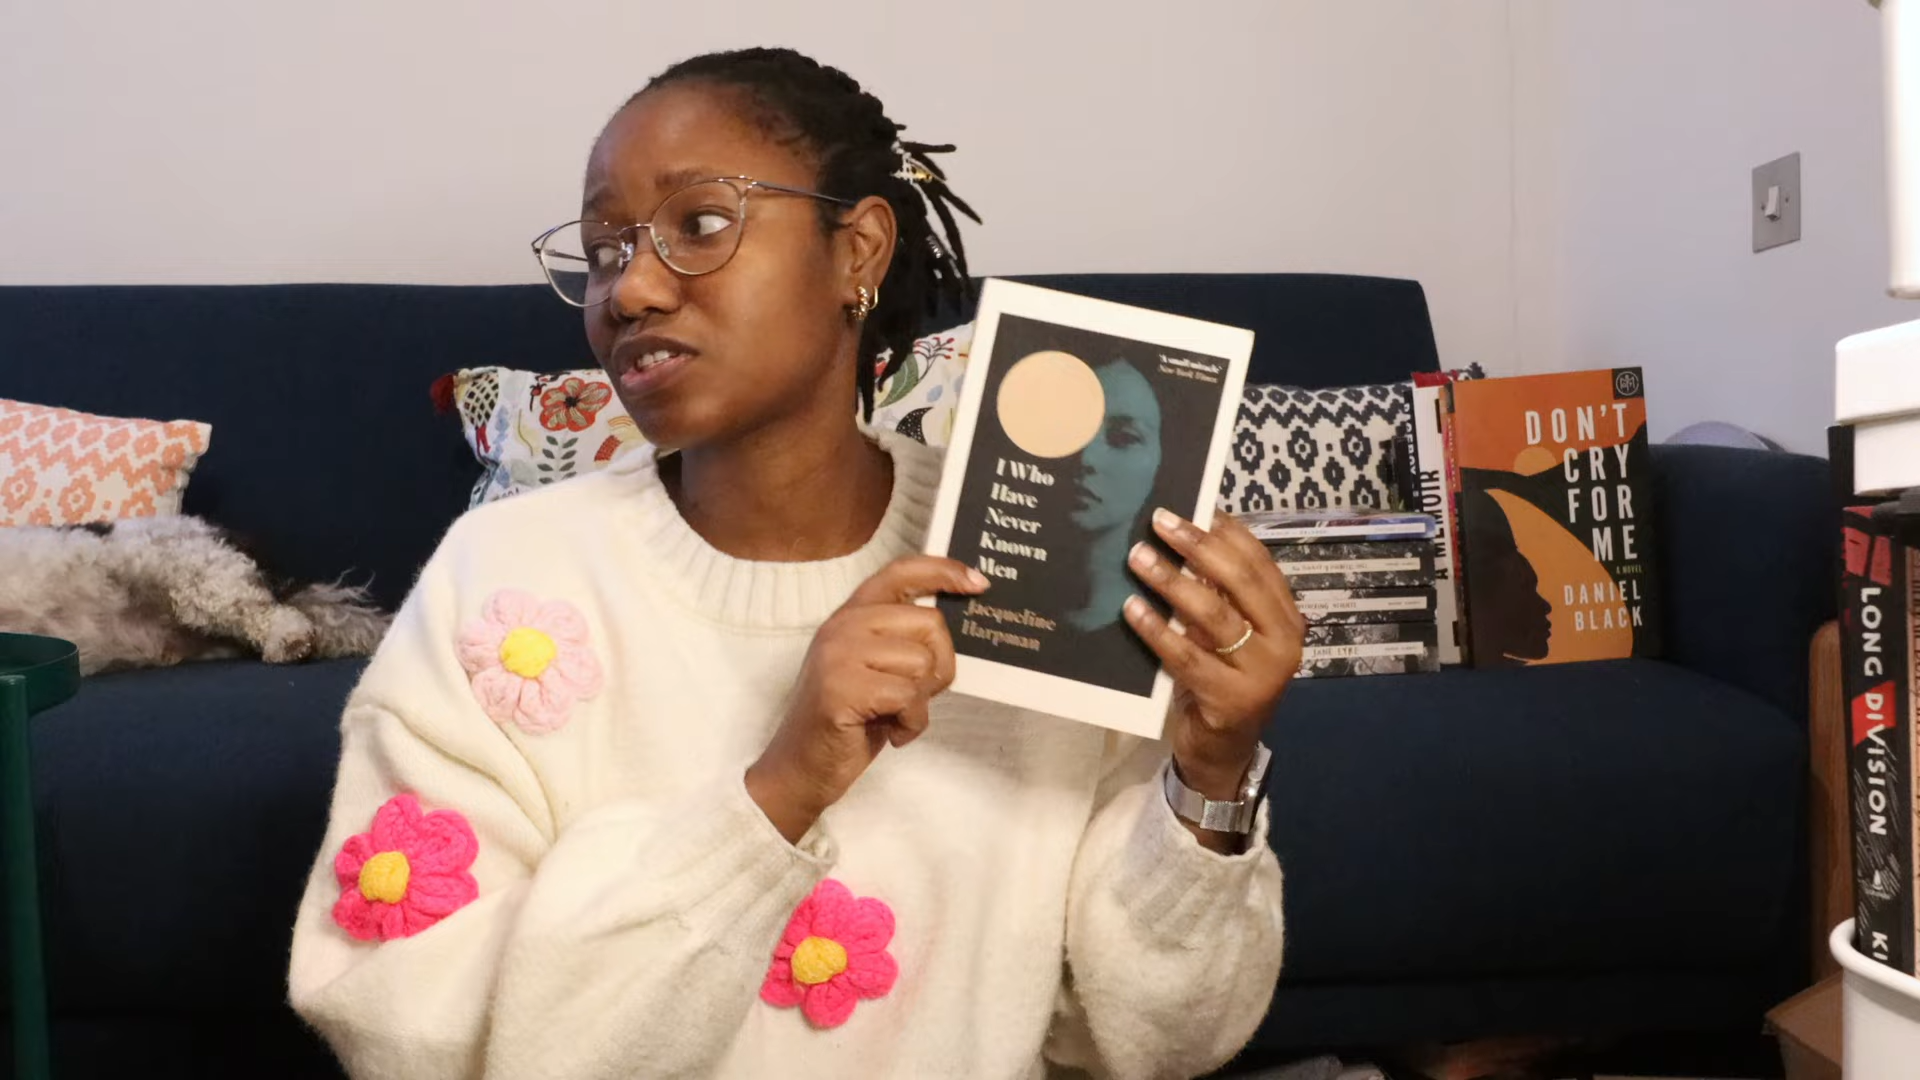 'A small miracle'
New York Times
I Who
Have
Never
Known
Men
Jacqueline
Harpman
A MEMOIR
DON'T
CRY
FOR
ME
A NOVEL
DANIEL
BLACK
JANE EYRE
LONG DIVISION